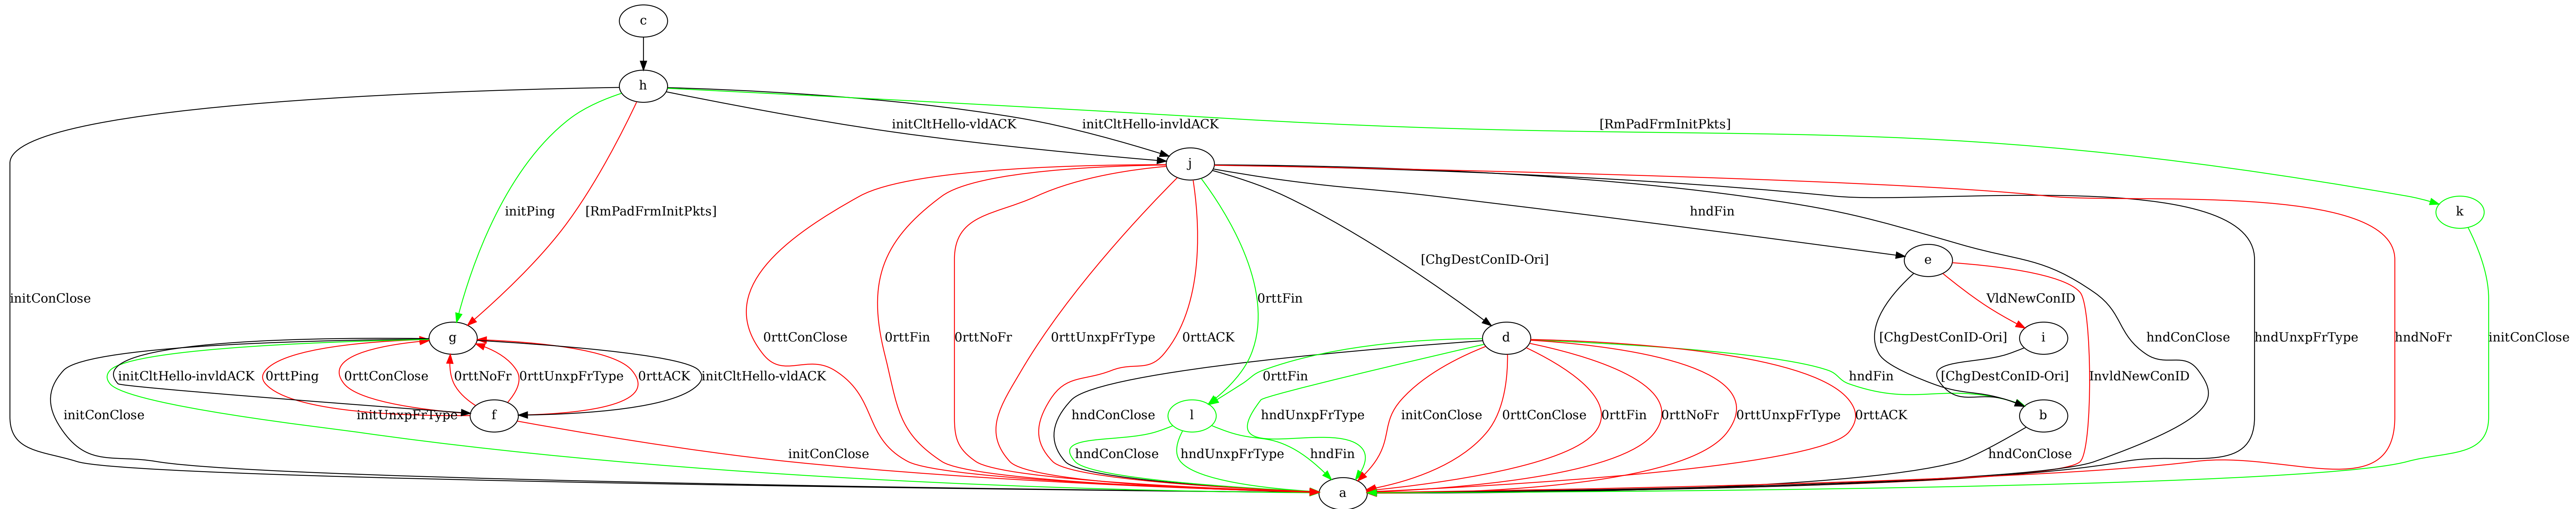 c
h
initCltHello-vldACK
initCltHello-invldACK
[RmPadFrmInitPkts]
j
initPing
[RmPadFrmInitPkts]
hndFin
k
[ChgDestConID-Ori]
e
initConClose
0rttFin
VldNewConID
g
0rttConClose
0rttFin
0rttNoFr
0rttUnxpFrType
0rttACK
d
[ChgDestConID-Ori]
i
hndConClose
hndUnxpFrType
hndNoFr
initConClose
initCltHello-invldACK
0rttPing
0rttConClose
0rttNoFr
0rttUnxpFrType
0rttACK
initCltHello-vldACK
0rttFin
hndFin
[ChgDestConID-Ori]
InvldNewConID
initConClose
initUnxpFrType
f
hndConClose
l
hndUnxpFrType
initConClose
0rttConClose
0rttFin
0rttNoFr
0rttUnxpFrType
0rttACK
b
initConClose
hndConClose
hndUnxpFrType
hndFin
hndConClose
a